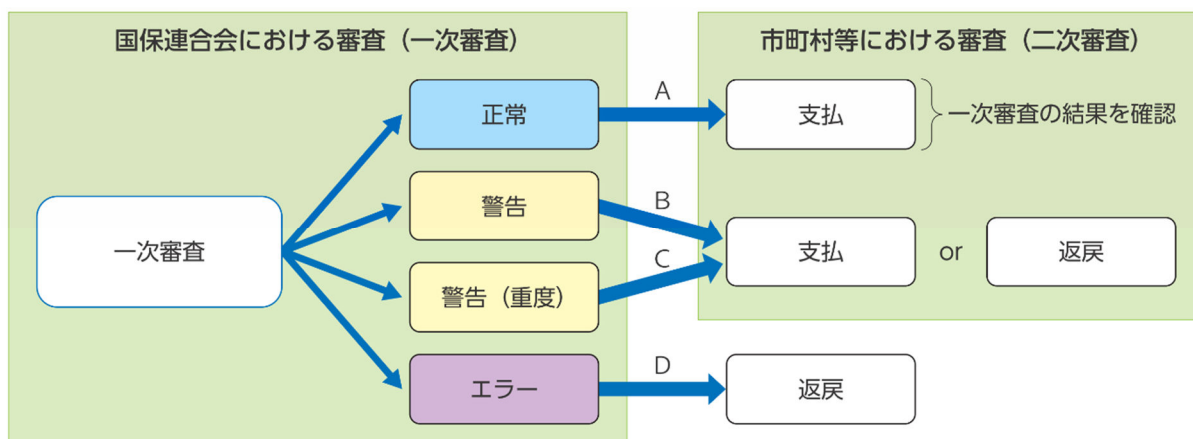 国保連合会における審査（一次審査）
市町村等における審査（二次審査）
一次審査
正常
A
支払
一次審査の結果を確認
警告
B
警告（重度）
C
支払
or
返戻
エラー
D
返戻